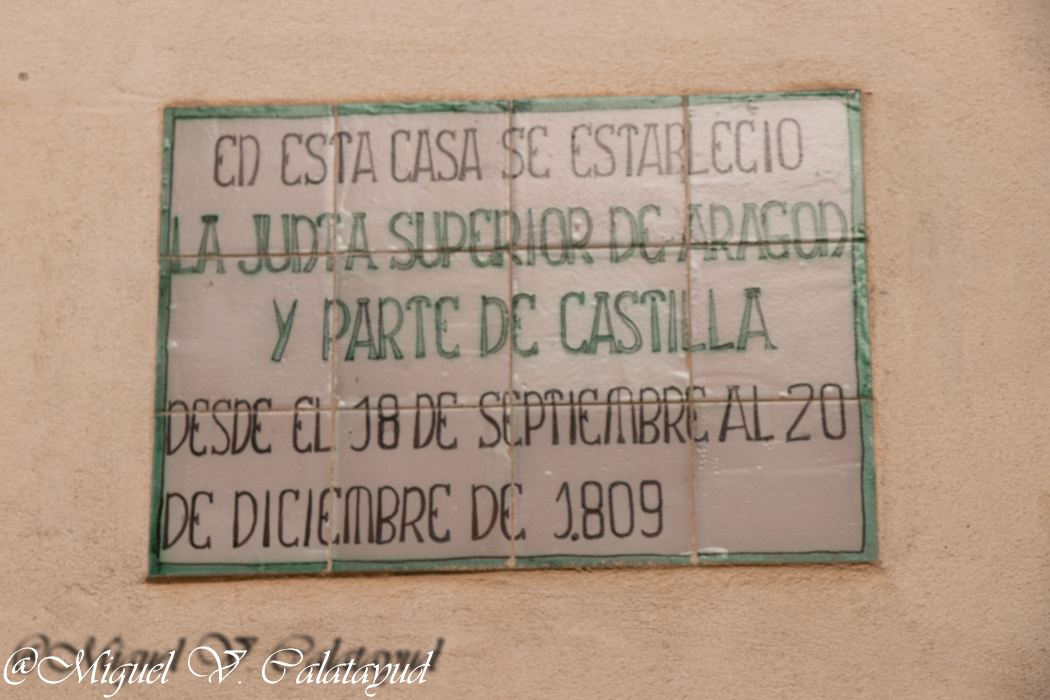 EN ESTA CASA SE ESTABLECIO
LA JUNTA SUPERIOR DE ARAGON
Y PARTE DE CASTILLA
DESDE EL 18 DE SEPTIEMBRE AL 20
DE DICIEMBRE DE 1.809
@Miguel V. Calatayud